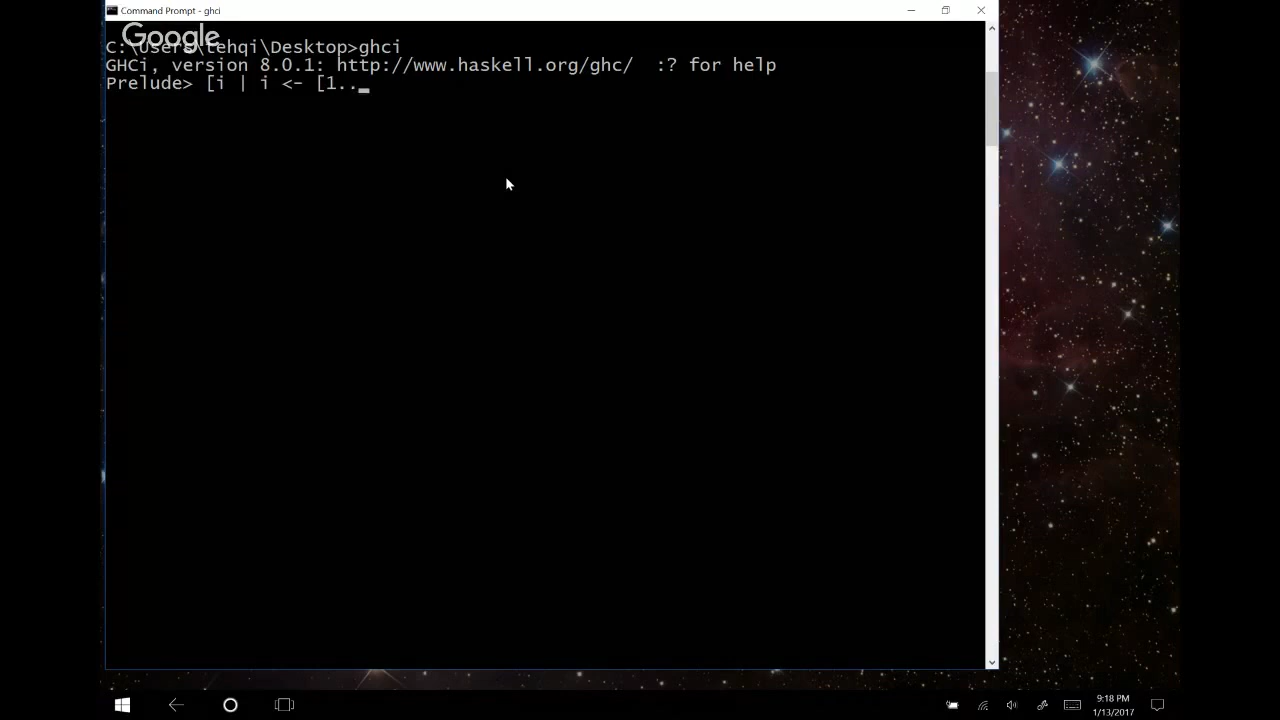 Command Prompt - ghci
Google
C:\Users\tehqi\Desktop>ghci
GHCi, version 8.0.1: http://www.haskell.org/ghc/  :? for help
Prelude> [i | i <- [1.._
9:18 PM
1/13/2017